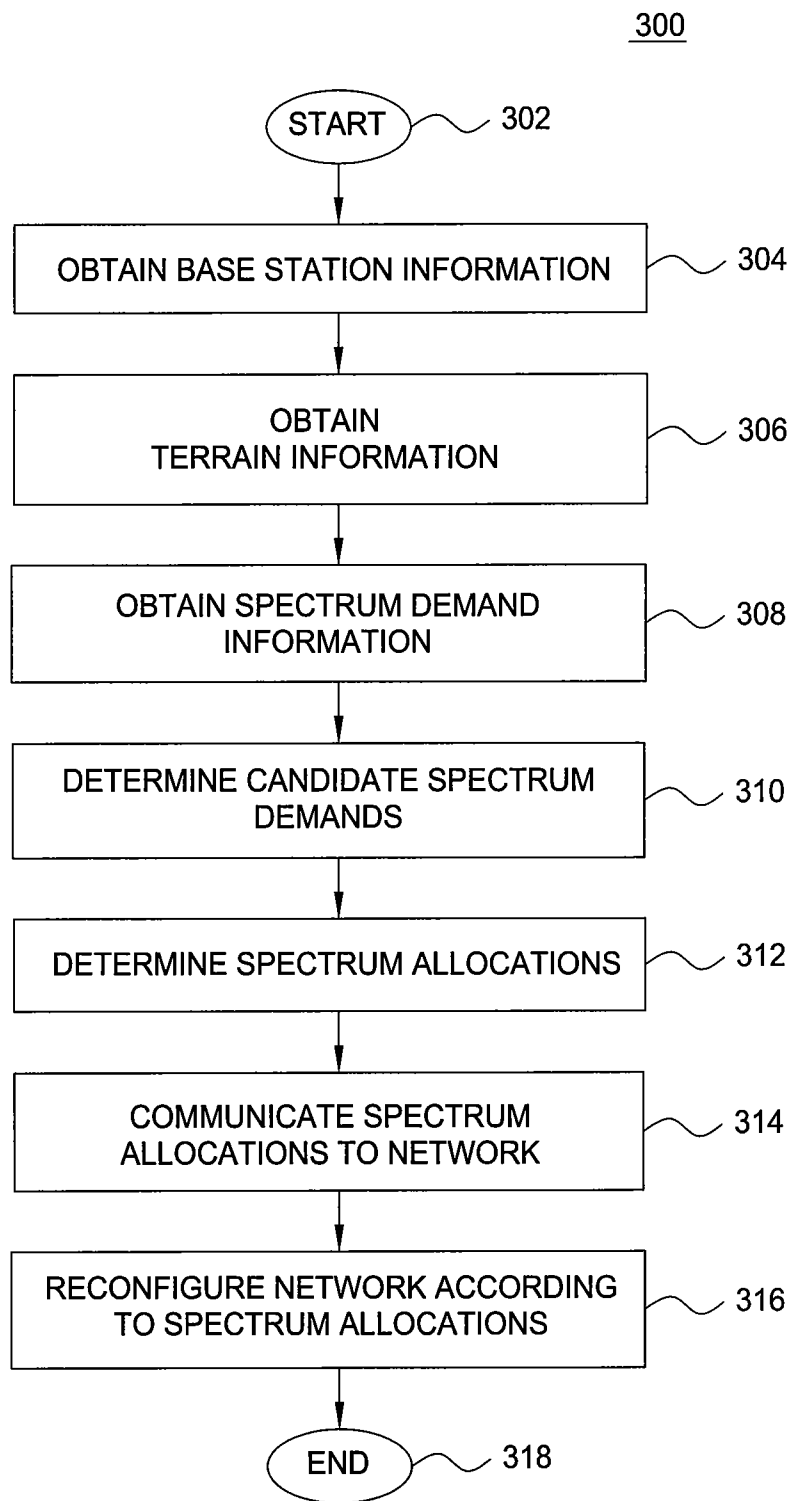 300
START
302
OBTAIN BASE STATION INFORMATION
304
OBTAIN
TERRAIN INFORMATION
306
OBTAIN SPECTRUM DEMAND
INFORMATION
308
DETERMINE CANDIDATE SPECTRUM
DEMANDS
310
DETERMINE SPECTRUM ALLOCATIONS
312
COMMUNICATE SPECTRUM
ALLOCATIONS TO NETWORK
314
RECONFIGURE NETWORK ACCORDING
TO SPECTRUM ALLOCATIONS
316
END
318